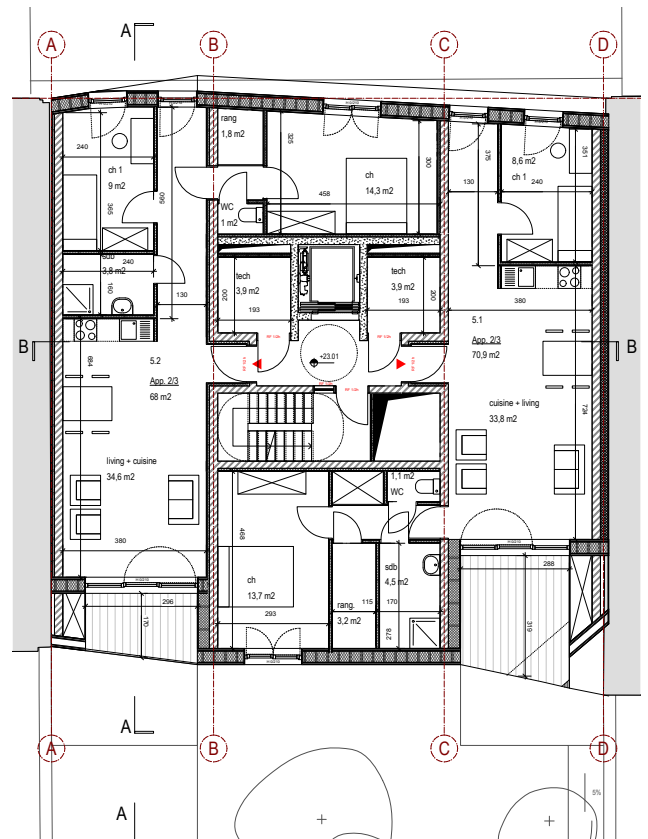 A
A
B
C
D
rang
1,8 m2
325
300
375
351
240
ch 1
9 m2
365
560
ch
14,3 m2
458
8,6 m2
ch 1
130
240
WC
1 m2
sdb
3,8 m2
240
160
130
tech
3,9 m2
200
193
tech
3,9 m2
200
193
380
B
B
+23.01
684
5.2
App. 2/3
68 m2
5.1
App. 2/3
70,9 m2
living + cuisine
34,6 m2
cuisine + living
33,8 m2
734
1,1 m2
WC
468
380
ch
13,7 m2
293
115
rang.
3,2 m2
sdb
4,5 m2
170
278
288
319
296
170
A
A
B
C
D
A
5%